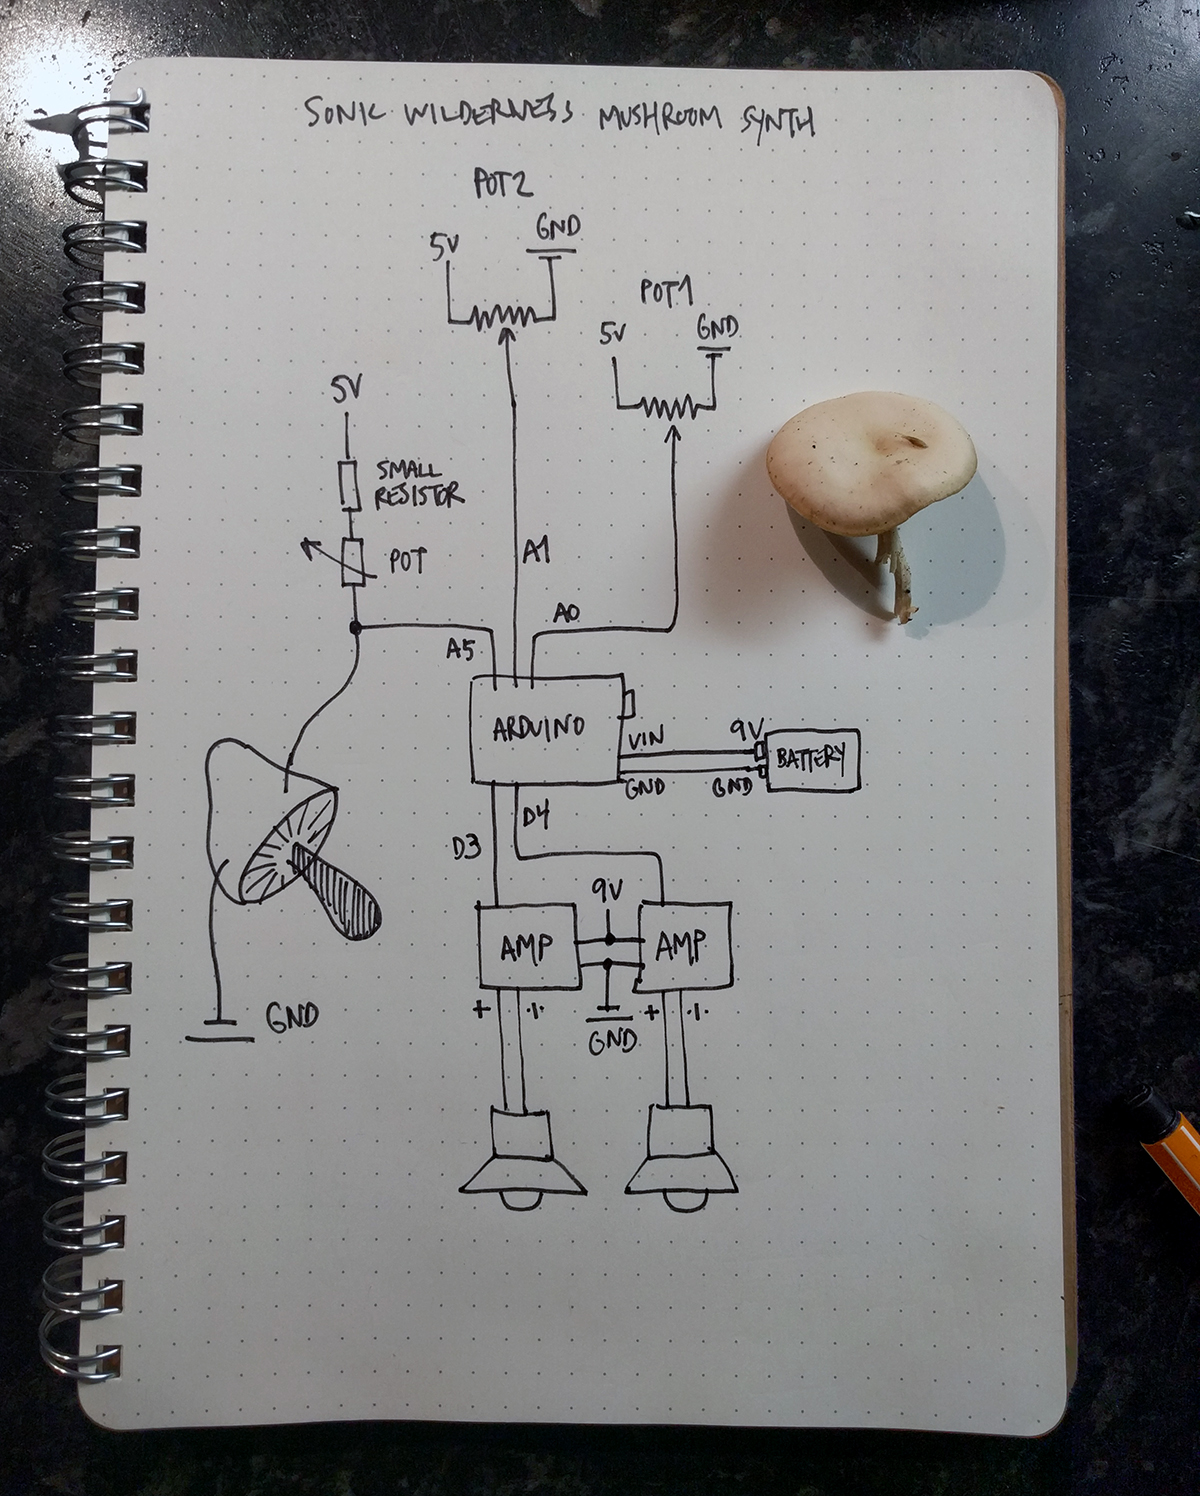 SONIC WILDERNESS MUSHROOM SYNTH
POT2
5V
GND
POT1
5V
GND
5V
SMALL
RESISTOR
POT
A1
A0
A5
ARDUINO
VIN
9V
BATTERY
GND
GND
D4
D3
9V
AMP
AMP
+
-
GND
+
-
GND